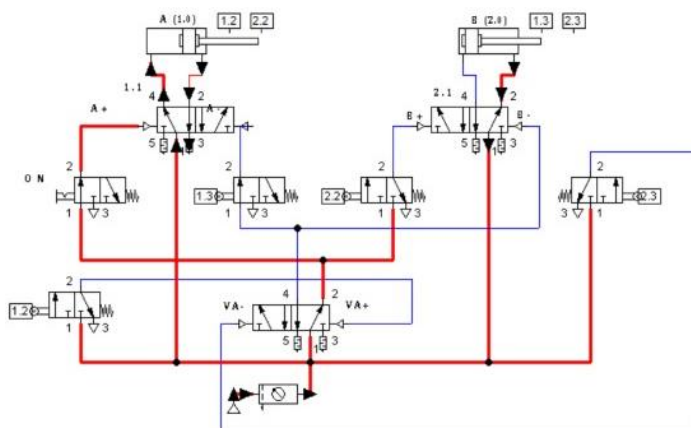 A (1.0) 1.2 2.2
B (2.0) 1.3 2.3
1.1 4 2
A+ A-
5 1 3
2.1 4 2
B+ B-
5 1 3
ON 2
1 3
1.3 2
1 3
2.2 2
1 3
2
3 1 2.3
1.2 2
1 3
VA- 4 2 VA+
5 1 3